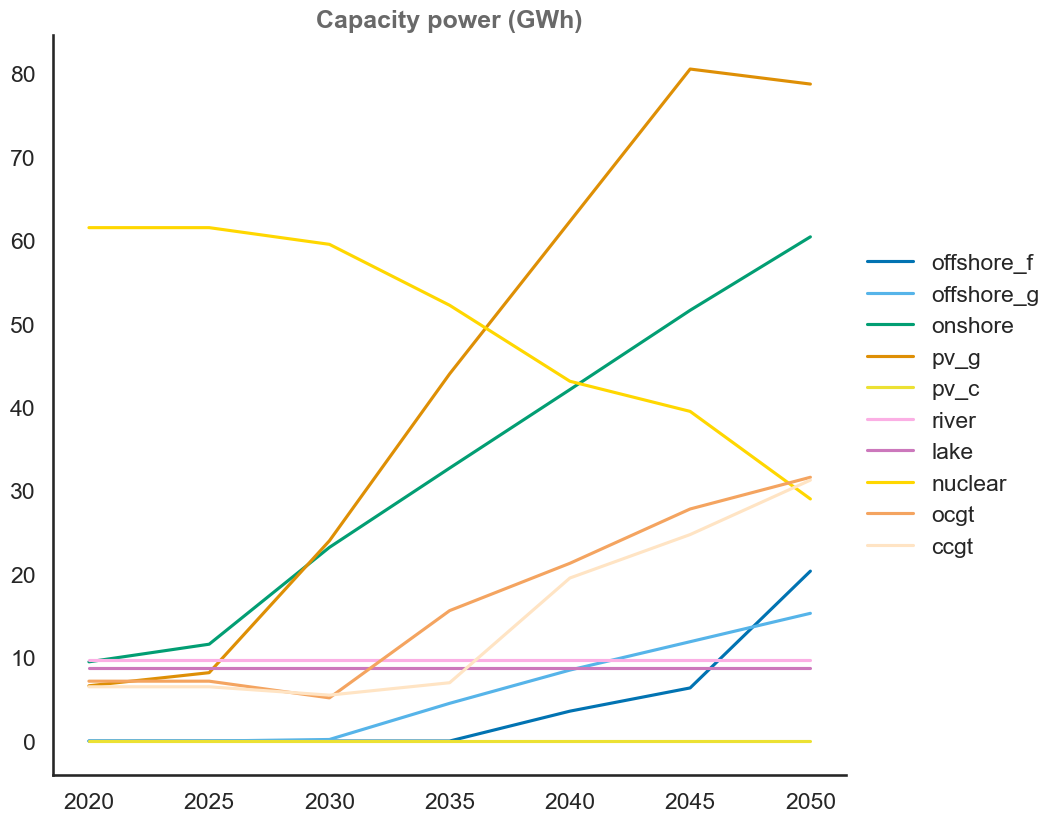 Capacity power (GWh)
80
70
60
50
40
30
20
10
0
2020 2025 2030 2035 2040 2045 2050
offshore_f
offshore_g
onshore
pv_g
pv_c
river
lake
nuclear
ocgt
ccgt